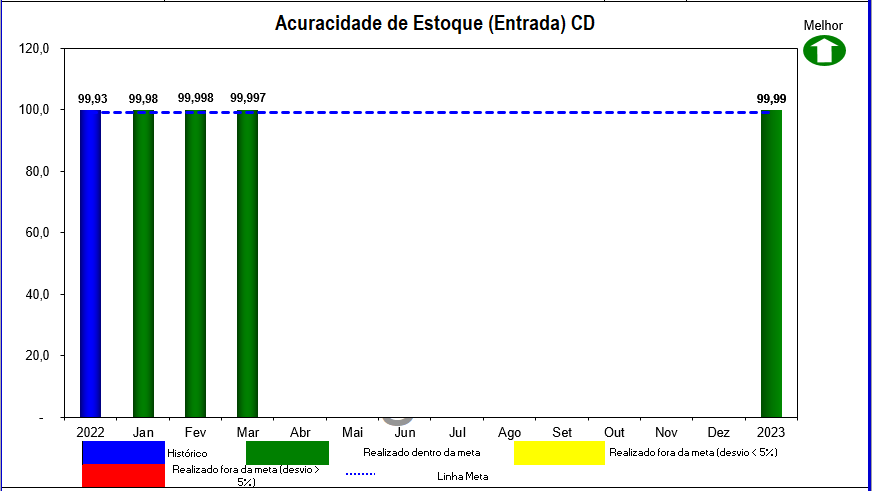 Acuracidade de Estoque (Entrada) CD
Melhor
120,0
100,0
80,0
60,0
40,0
20,0
-
99,93
99,98
99,998
99,997
99,99
2022 Jan Fev Mar Abr Mai Jun Jul Ago Set Out Nov Dez 2023
Histórico
Realizado dentro da meta
Realizado fora da meta (desvio < 5%)
Realizado fora da meta (desvio >
5%)
Linha Meta